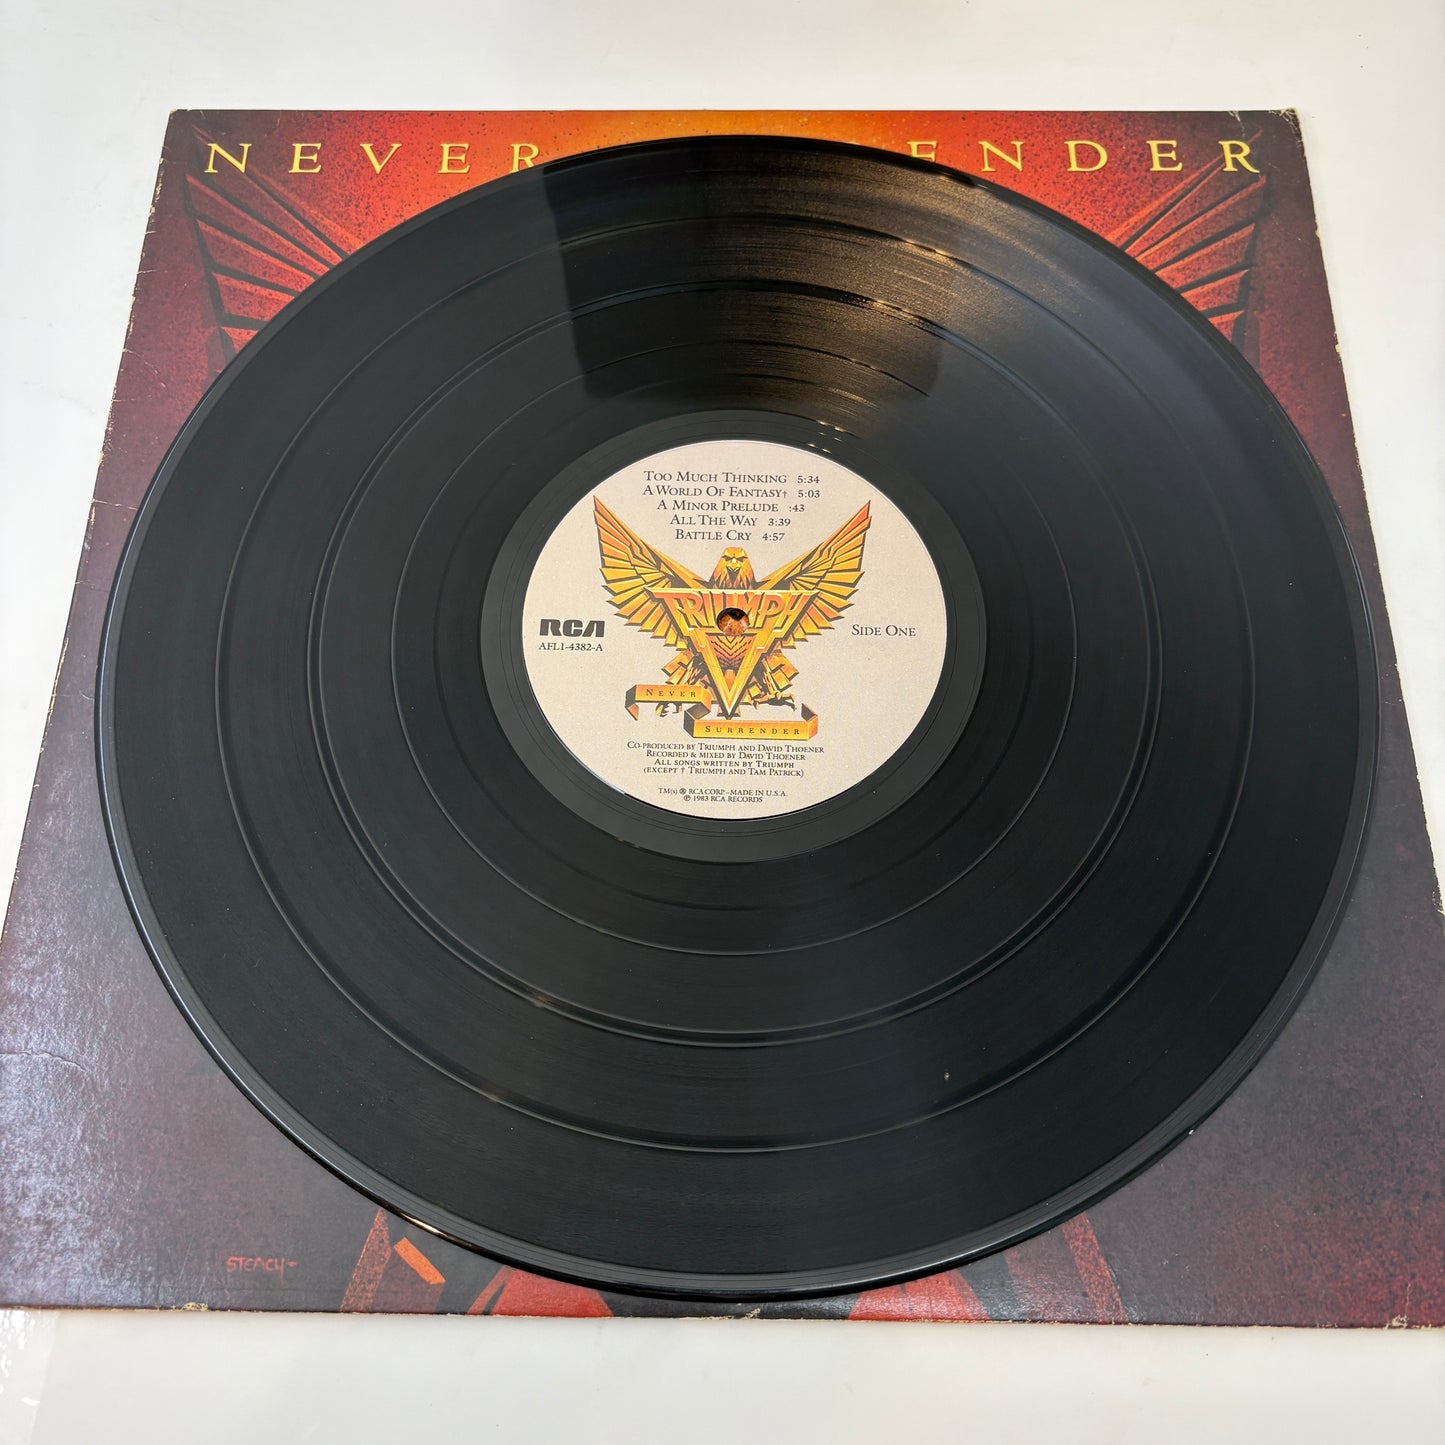 NEVER RENDER
TOO MUCH THINKING 5:34
A WORLD OF FANTASY† 5:03
A MINOR PRELUDE :43
ALL THE WAY 3:39
BATTLE CRY 4:57
TRIUMPH
RCA
AFL1-4382-A
SIDE ONE
NEVER
SURRENDER
CO-PRODUCED BY TRIUMPH AND DAVID THOENER
RECORDED & MIXED BY DAVID THOENER
ALL SONGS WRITTEN BY TRIUMPH
(EXCEPT † TRIUMPH AND TAM PATRICK)
TM(s) ® RCA CORP.–MADE IN U.S.A.
℗ 1983 RCA RECORDS
STEACY-